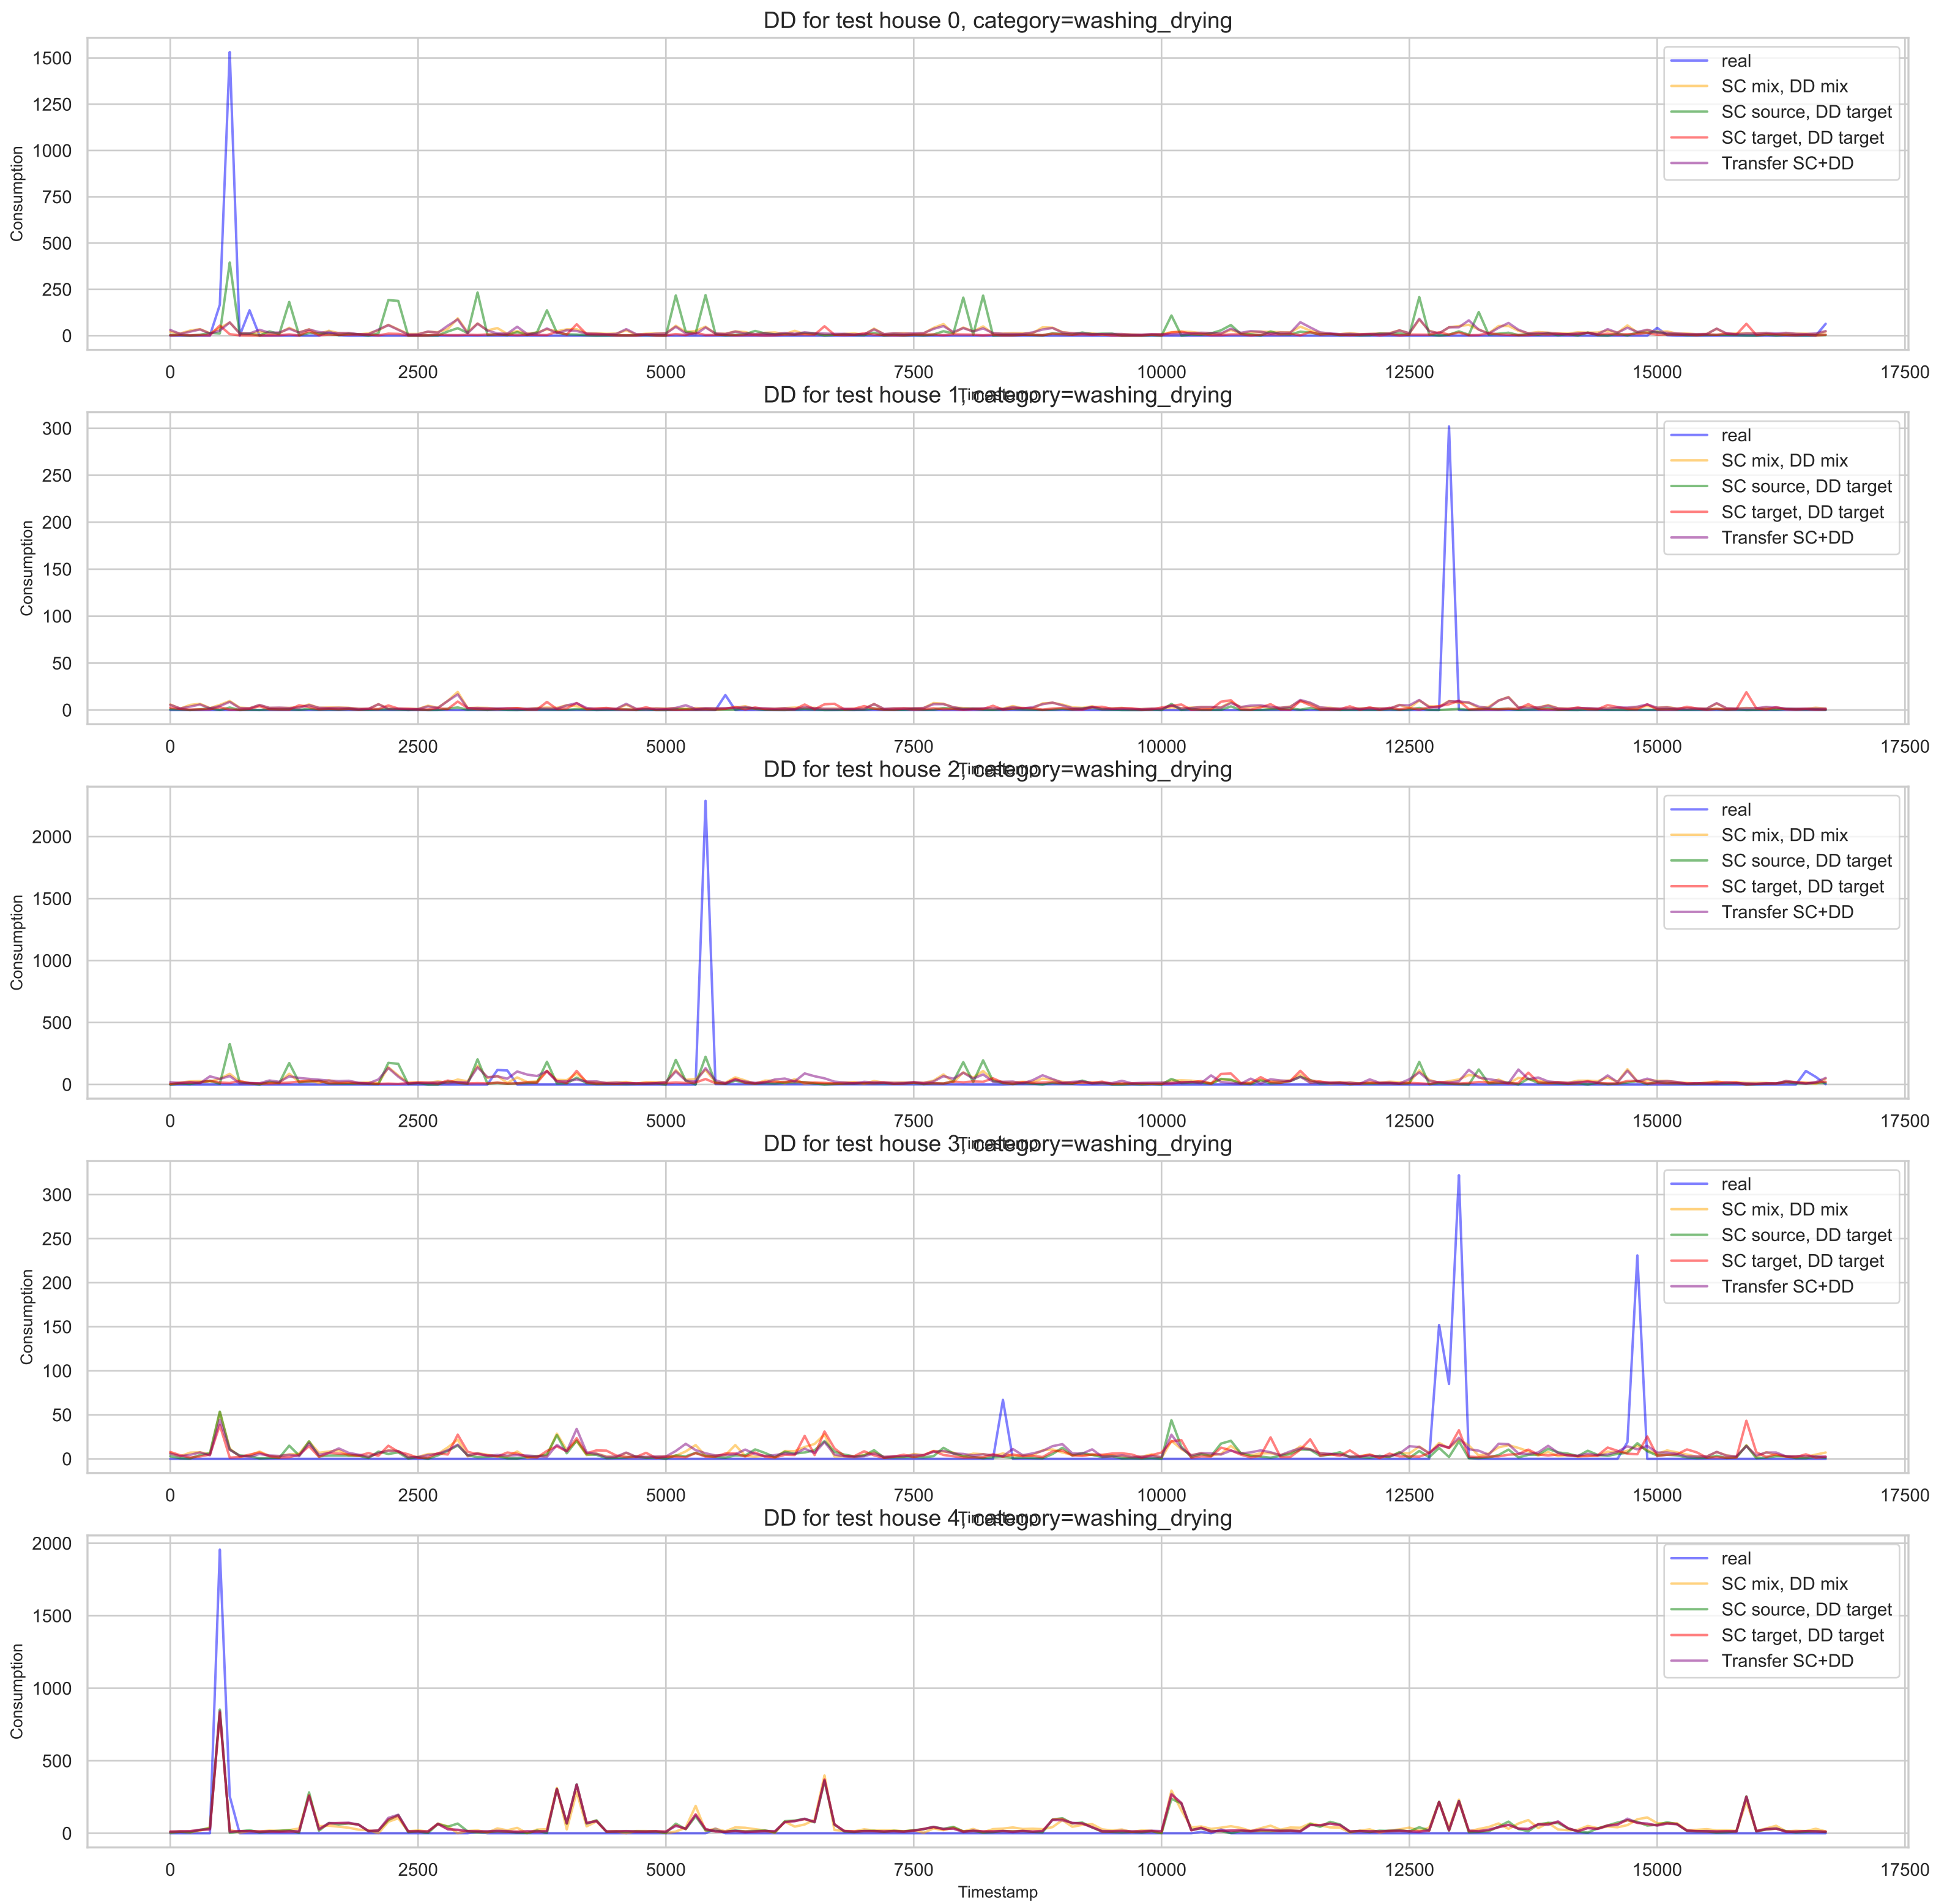 DD for test house 0, category=washing_drying
1500
1250
1000
750
500
250
0
Consumption
real
SC mix, DD mix
SC source, DD target
SC target, DD target
Transfer SC+DD
0 2500 5000 7500 10000 12500 15000 17500
Timestamp
DD for test house 1, category=washing_drying
300
250
200
150
100
50
0
Consumption
real
SC mix, DD mix
SC source, DD target
SC target, DD target
Transfer SC+DD
0 2500 5000 7500 10000 12500 15000 17500
Timestamp
DD for test house 2, category=washing_drying
2000
1500
1000
500
0
Consumption
real
SC mix, DD mix
SC source, DD target
SC target, DD target
Transfer SC+DD
0 2500 5000 7500 10000 12500 15000 17500
Timestamp
DD for test house 3, category=washing_drying
300
250
200
150
100
50
0
Consumption
real
SC mix, DD mix
SC source, DD target
SC target, DD target
Transfer SC+DD
0 2500 5000 7500 10000 12500 15000 17500
Timestamp
DD for test house 4, category=washing_drying
2000
1500
1000
500
0
Consumption
real
SC mix, DD mix
SC source, DD target
SC target, DD target
Transfer SC+DD
0 2500 5000 7500 10000 12500 15000 17500
Timestamp